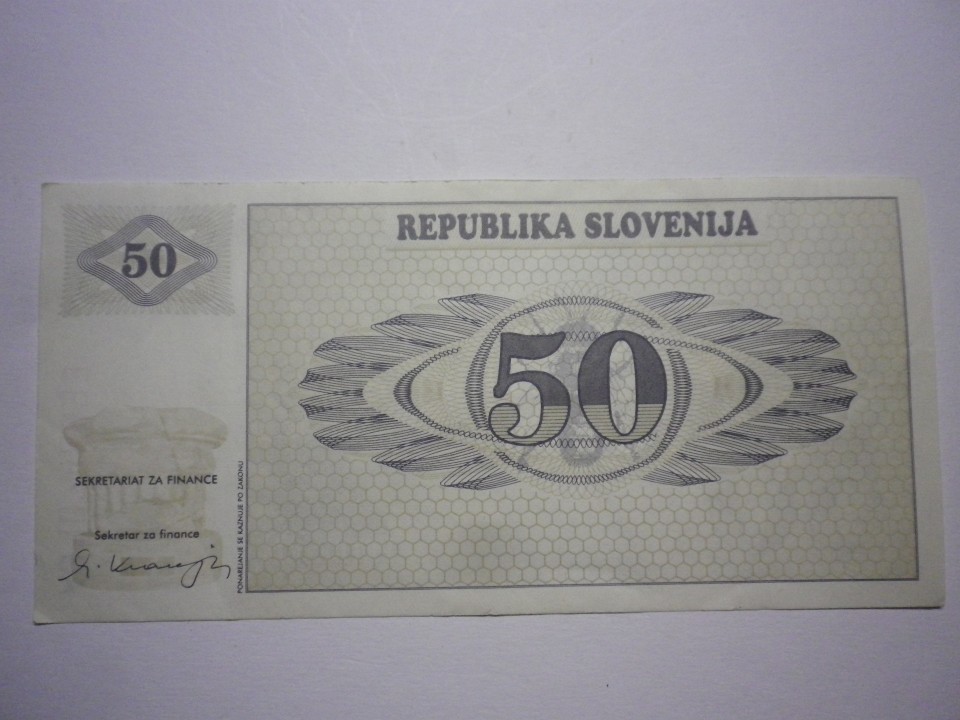 50
REPUBLIKA SLOVENIJA
50
SEKRETARIAT ZA FINANCE
Sekretar za finance
PONAREJANJE SE KAZNUJE PO ZAKONU